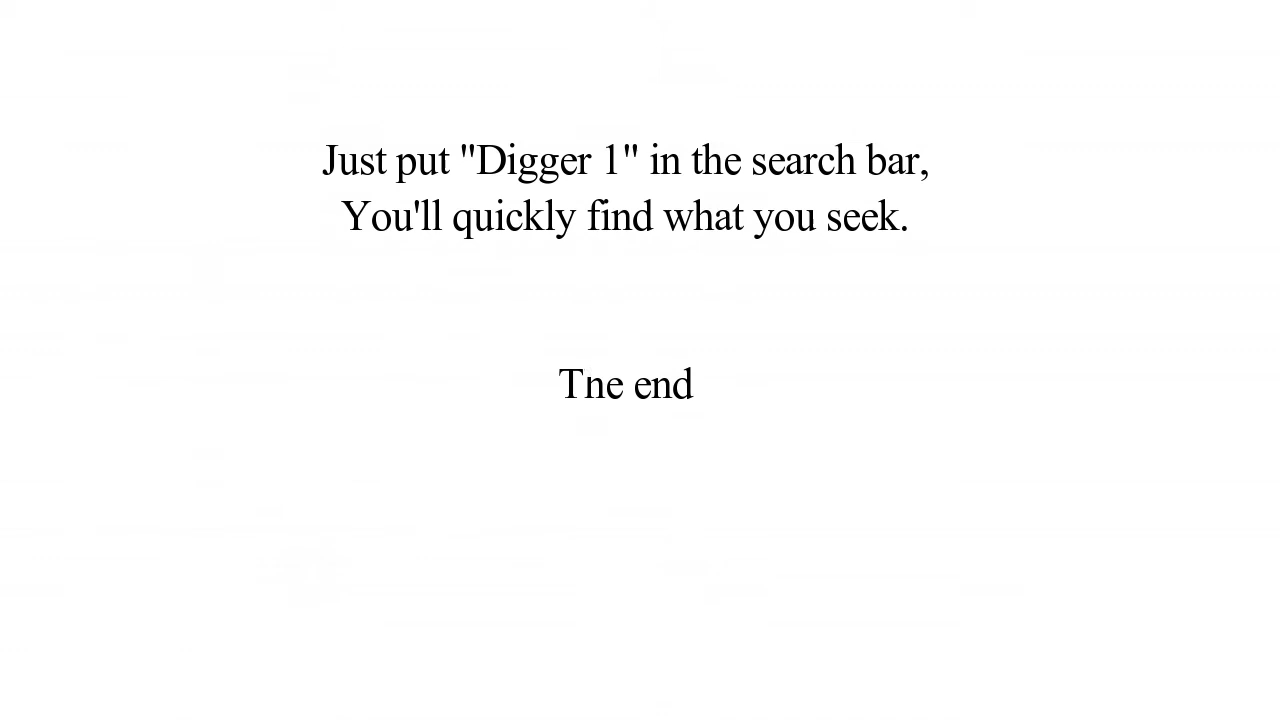 Just put "Digger 1" in the search bar,
You'll quickly find what you seek.
Tne end